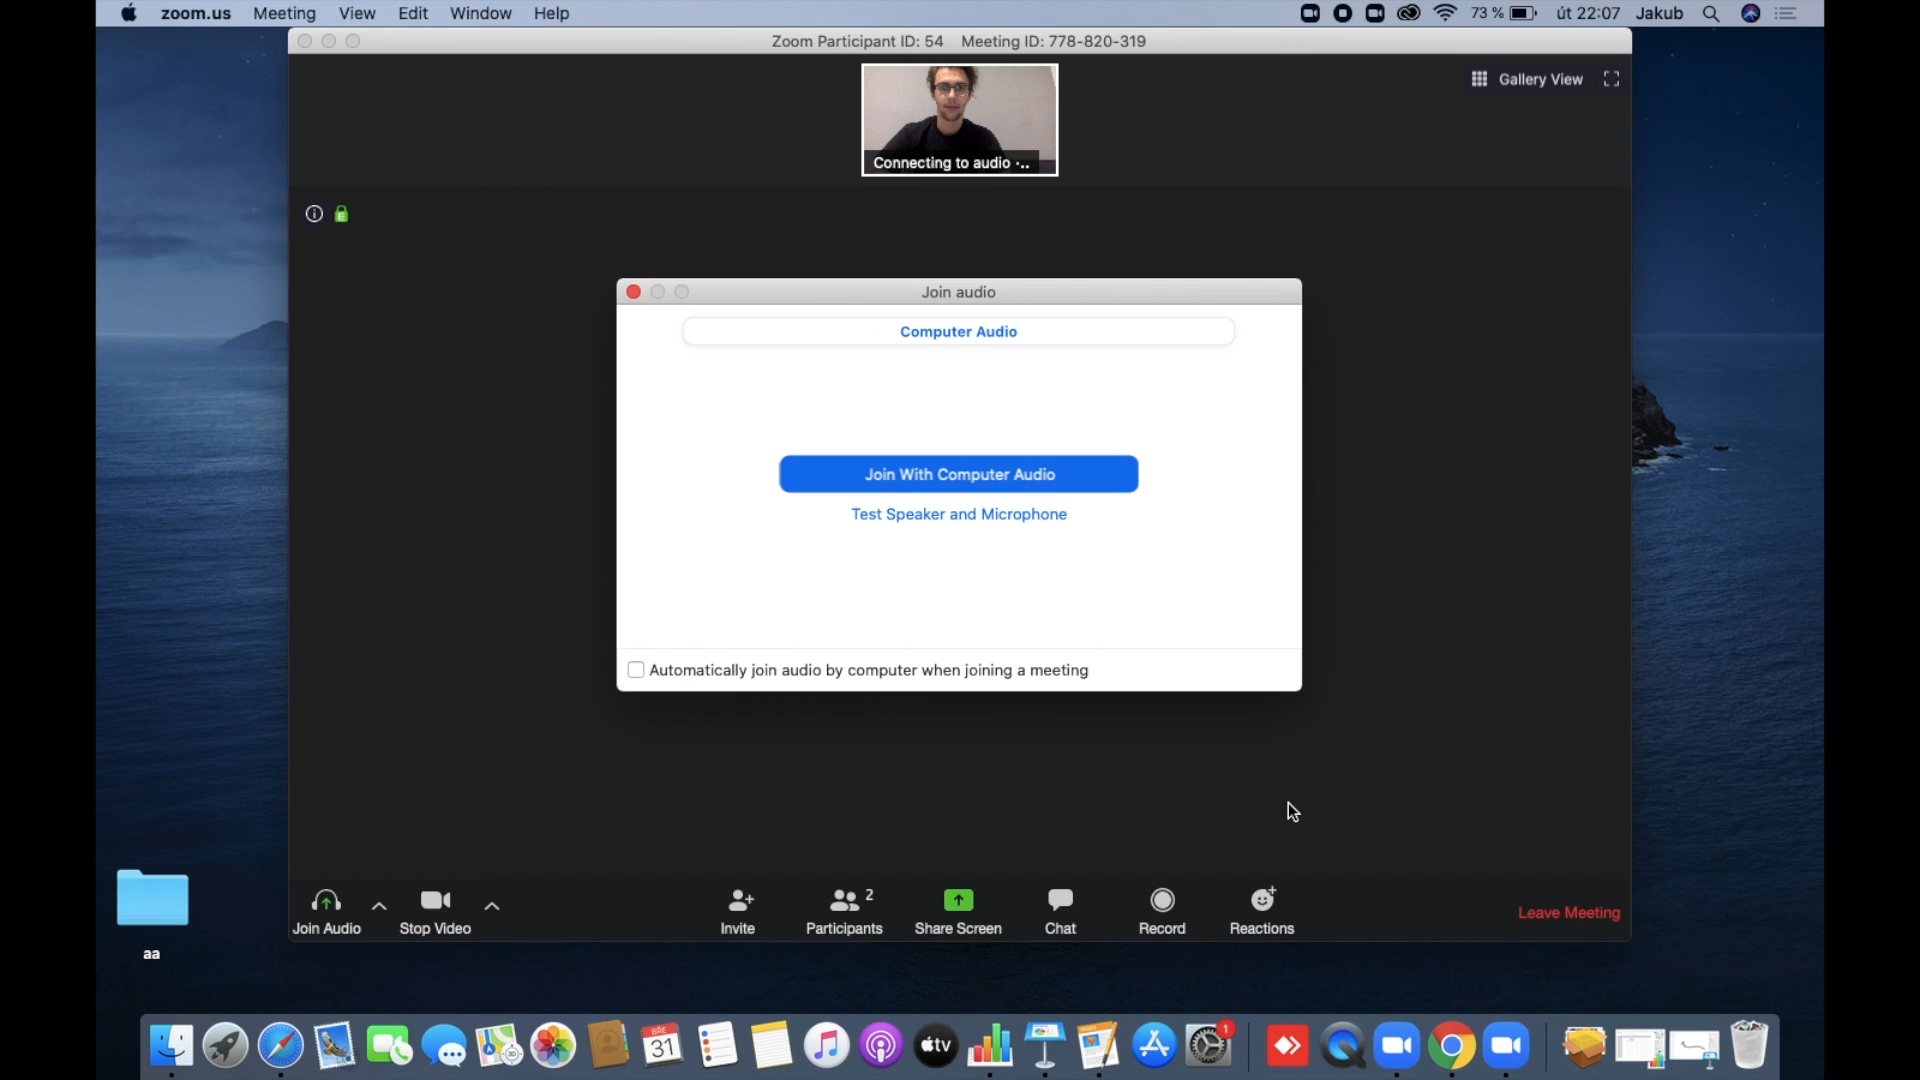 zoom.us Meeting View Edit Window Help 73 % út 22:07 Jakub
Zoom Participant ID: 54 Meeting ID: 778-820-319
Gallery View
Connecting to audio ·..
Join audio
Computer Audio
Join With Computer Audio
Test Speaker and Microphone
Automatically join audio by computer when joining a meeting
2
Join Audio Stop Video Invite Participants Share Screen Chat Record Reactions Leave Meeting
aa
BŘE
31
tv
1